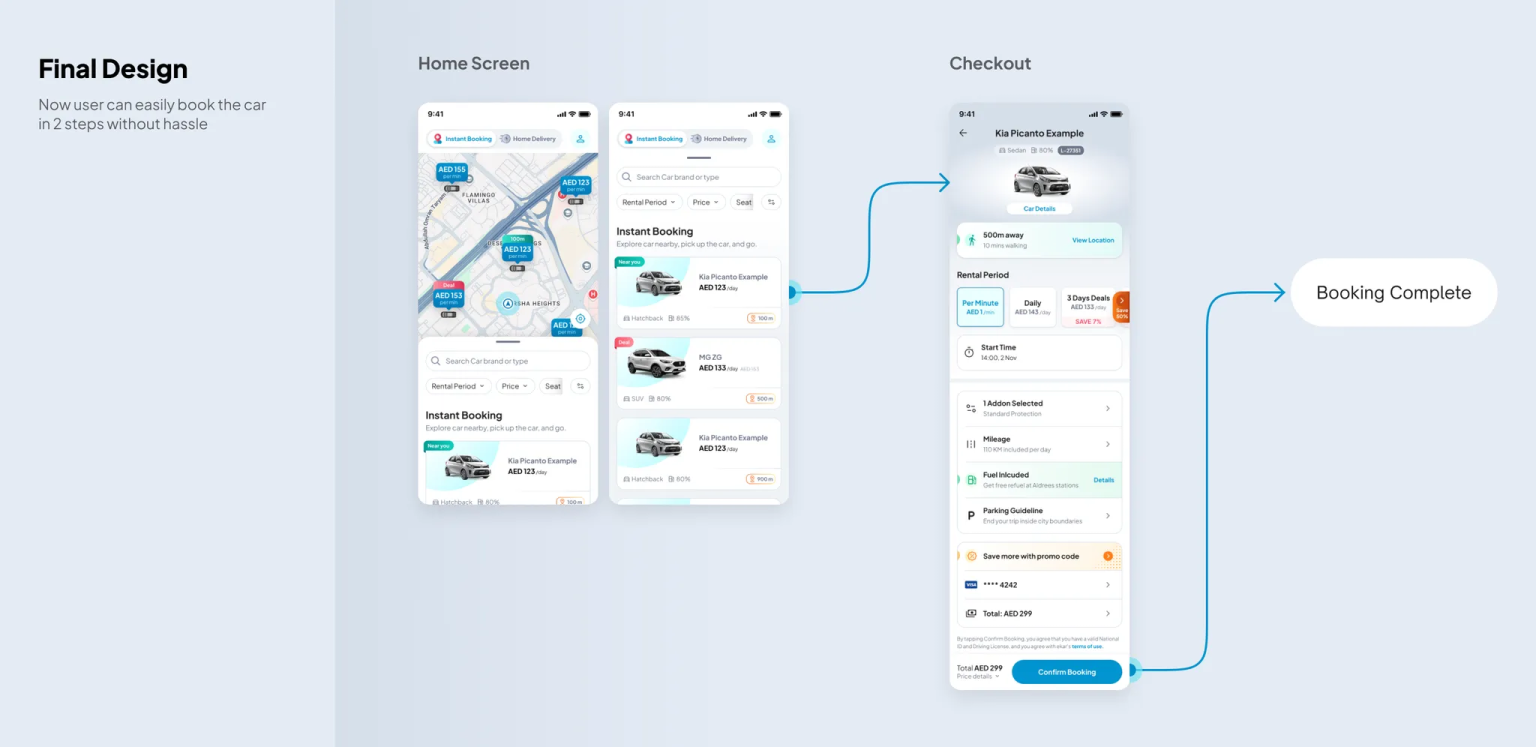 Final Design
Now user can easily book the car
in 2 steps without hassle
Home Screen
9:41
Instant Booking
Home Delivery
AED 155
per min
FLAMINGO
VILLAS
AED 123
per min
100m
AED 123
per min
Deal
AED 153
per min
ISHA HEIGHTS
H
per min
Search Car brand or type
Rental Period
Price
Seat
Instant Booking
Explore car nearby, pick up the car, and go.
Near you
Kia Picanto Example
AED 123 /day
Hatchback 80%
100 m
9:41
Instant Booking
Home Delivery
Search Car brand or type
Rental Period
Price
Seat
Instant Booking
Explore car nearby, pick up the car, and go.
Near you
Kia Picanto Example
AED 123 /day
Hatchback 85%
100 m
Deal
MG ZG
AED 133 /day
SUV 80%
500 m
Kia Picanto Example
AED 123 /day
Hatchback 60%
900 m
Checkout
9:41
Kia Picanto Example
Sedan 80% L-27381
Car Details
500m away
10 mins walking
View Location
Rental Period
Per Minute
AED 1 /min
Daily
AED 143 /day
3 Days Deals
AED 133 /day
SAVE 7%
Save
50%
Start Time
14:00, 2 Nov
1 Addon Selected
Standard Protection
Mileage
110 KM included per day
Fuel Inlcuded
Get free refuel at Aldrees stations
Details
P
Parking Guideline
End your trip inside city boundaries
Save more with promo code
VISA **** 4242
Total: AED 299
By tapping Confirm Booking, you agree that you have a valid National
ID and Driving License, and you agree with ekar's terms of use.
Total AED 299
Price details
Confirm Booking
Booking Complete